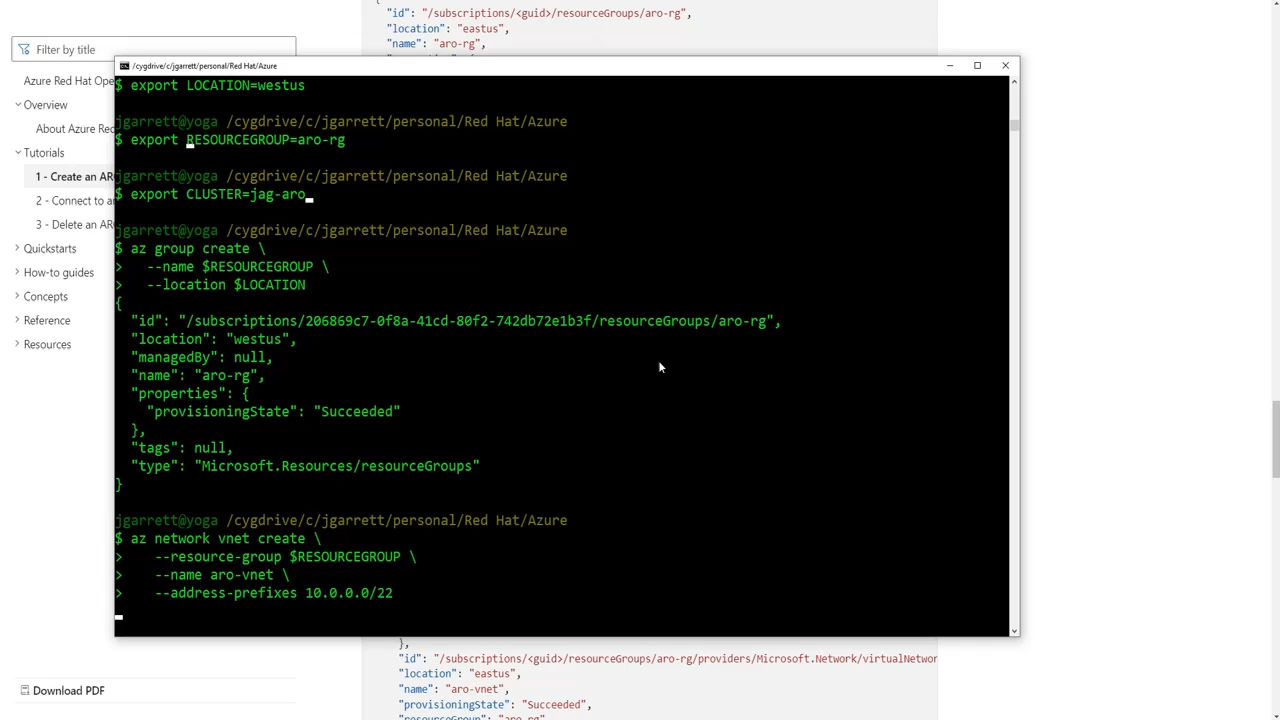 {
"id": "/subscriptions/<guid>/resourceGroups/aro-rg",
"location": "eastus",
"name": "aro-rg",
Filter by title
Azure Red Hat Ope
Overview
About Azure Red
Tutorials
1 - Create an AR
2 - Connect to an
3 - Delete an AR
Quickstarts
How-to guides
Concepts
Reference
Resources
Download PDF
/cygdrive/c/jgarrett/personal/Red Hat/Azure
$ export LOCATION=westus
jgarrett@yoga /cygdrive/c/jgarrett/personal/Red Hat/Azure
$ export RESOURCEGROUP=aro-rg
jgarrett@yoga /cygdrive/c/jgarrett/personal/Red Hat/Azure
$ export CLUSTER=jag-aro
jgarrett@yoga /cygdrive/c/jgarrett/personal/Red Hat/Azure
$ az group create \
>   --name $RESOURCEGROUP \
>   --location $LOCATION
{
"id": "/subscriptions/206869c7-0f8a-41cd-80f2-742db72e1b3f/resourceGroups/aro-rg",
"location": "westus",
"managedBy": null,
"name": "aro-rg",
"properties": {
"provisioningState": "Succeeded"
},
"tags": null,
"type": "Microsoft.Resources/resourceGroups"
}
jgarrett@yoga /cygdrive/c/jgarrett/personal/Red Hat/Azure
$ az network vnet create \
>    --resource-group $RESOURCEGROUP \
>    --name aro-vnet \
>    --address-prefixes 10.0.0.0/22
},
"id": "/subscriptions/<guid>/resourceGroups/aro-rg/providers/Microsoft.Network/virtualNetwor
"location": "eastus",
"name": "aro-vnet",
"provisioningState": "Succeeded",
"resourceGroup": "aro-rg"